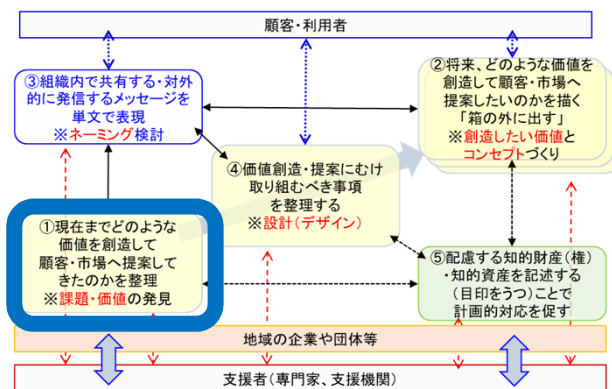 顧客・利用者
③組織内で共有する・対外
的に発信するメッセージを
単文で表現
※ネーミング検討
②将来、どのような価値を
創造して顧客・市場へ
提案したいのかを描く
「箱の外に出す」
※創造したい価値と
コンセプトづくり
④価値創造・提案にむけ
取り組むべき事項
を整理する
※設計(デザイン)
①現在までどのような
価値を創造して
顧客・市場へ提案して
きたのかを整理
※課題・価値の発見
⑤配慮する知的財産(権)
・知的資産を記述する
(目印をうつ)ことで
計画的対応を促す
地域の企業や団体等
支援者(専門家、支援機関)